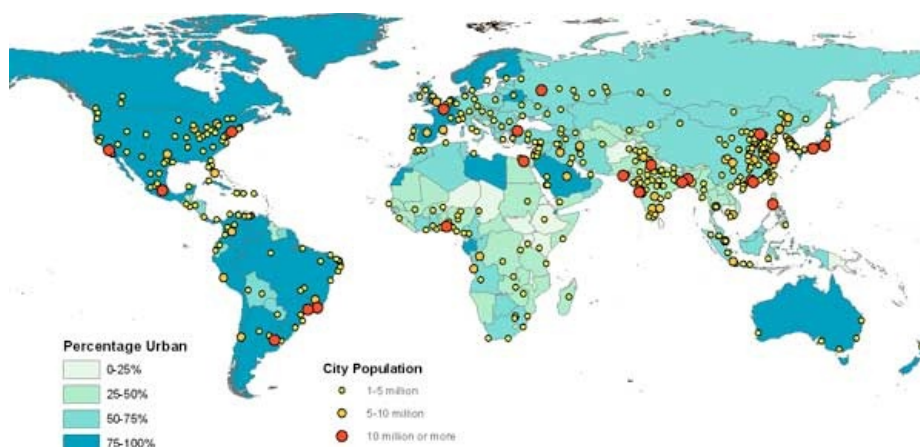 Percentage Urban
0-25%
25-50%
50-75%
75-100%
City Population
1-5 million
5-10 million
10 million or more